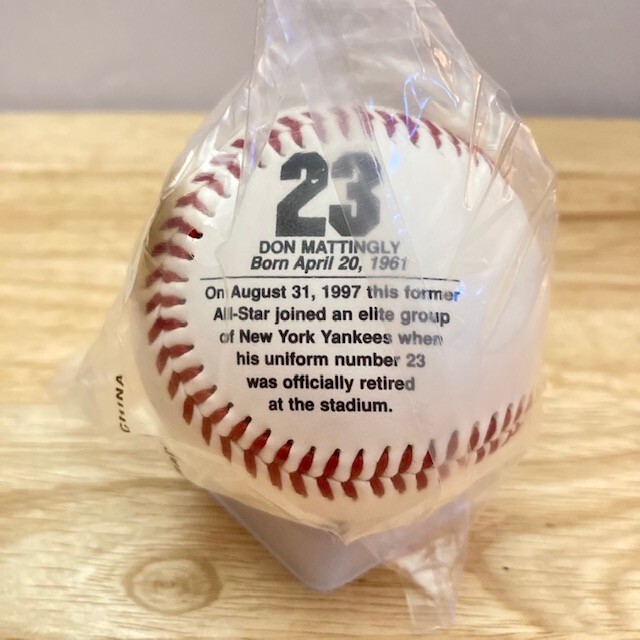 23
DON MATTINGLY
Born April 20, 1961
On August 31, 1997 this former
All-Star joined an elite group
of New York Yankees when
his uniform number 23
was officially retired
at the stadium.
CHINA